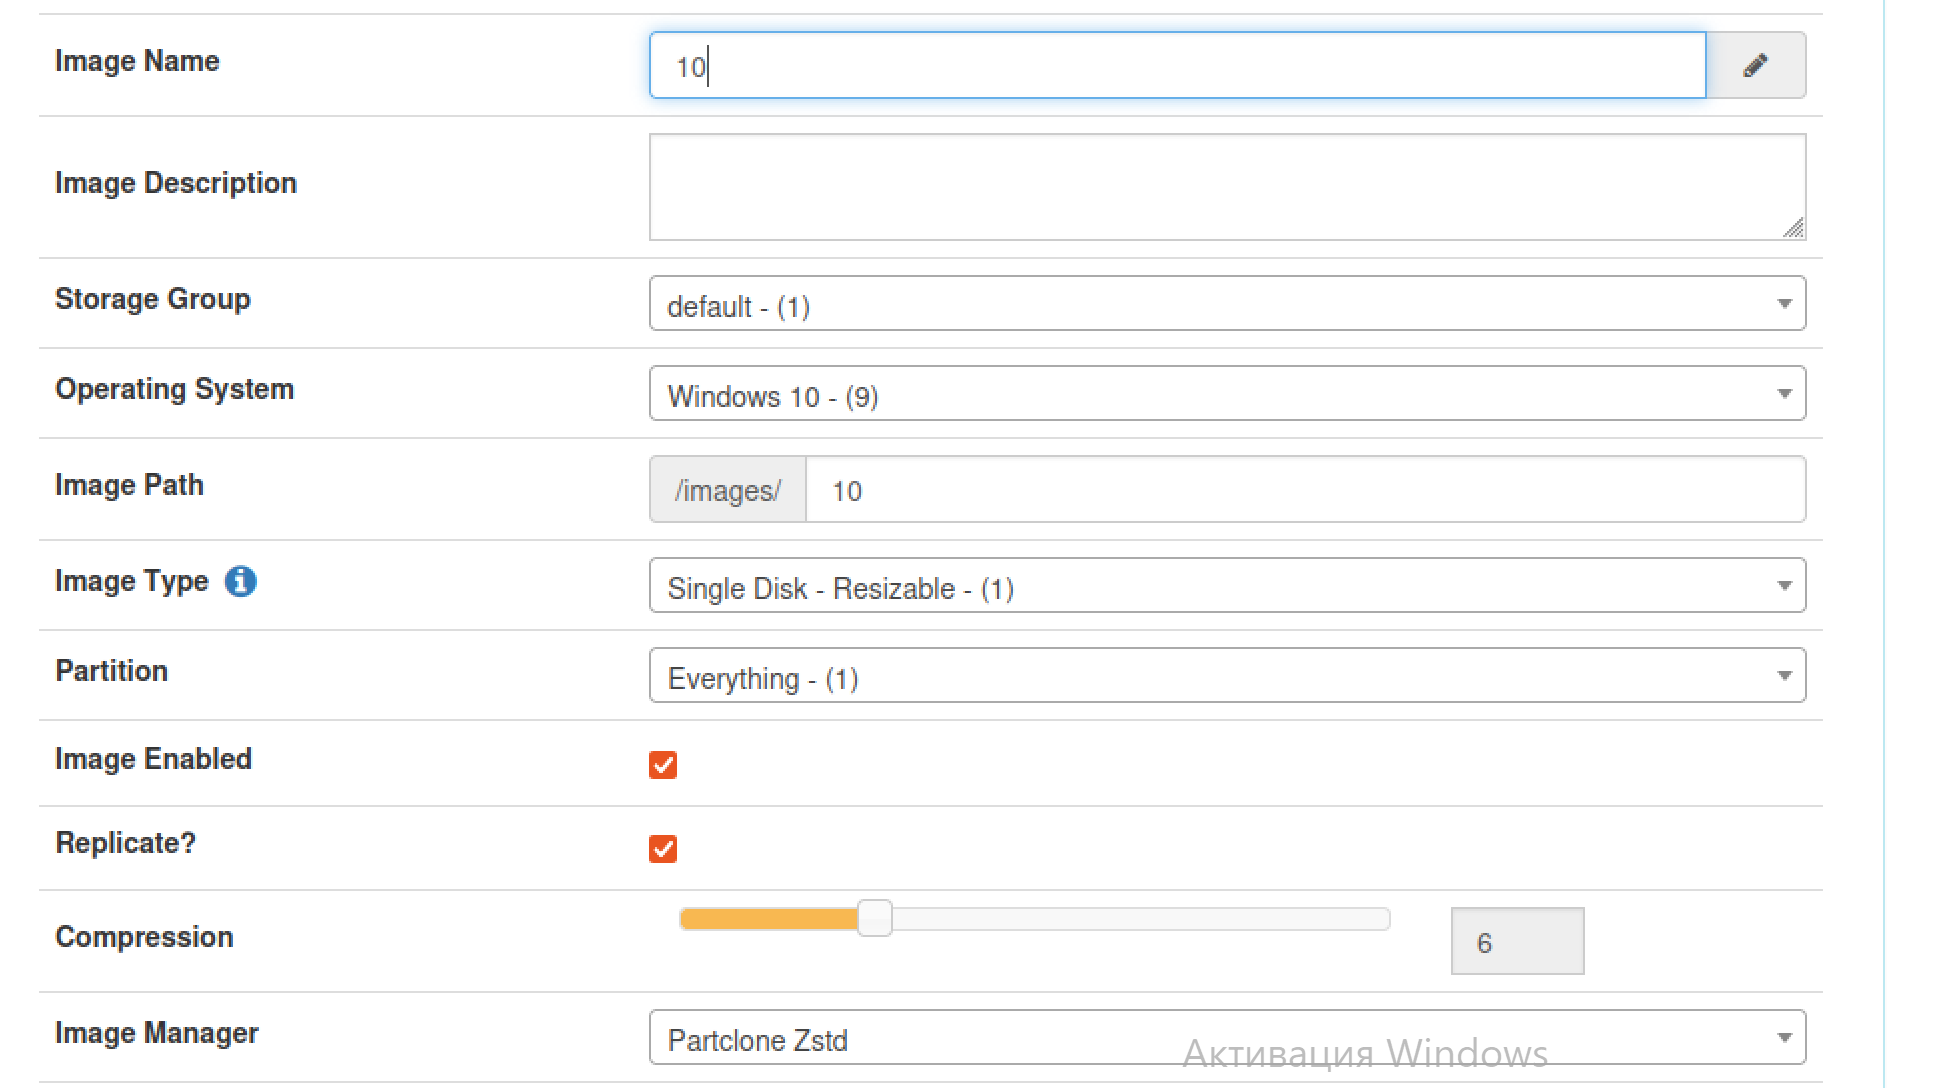 Image Name
10
Image Description
Storage Group
default - (1)
Operating System
Windows 10 - (9)
Image Path
/images/ 10
Image Type
Single Disk - Resizable - (1)
Partition
Everything - (1)
Image Enabled
Replicate?
Compression
6
Image Manager
Partclone Zstd
Активация Windows